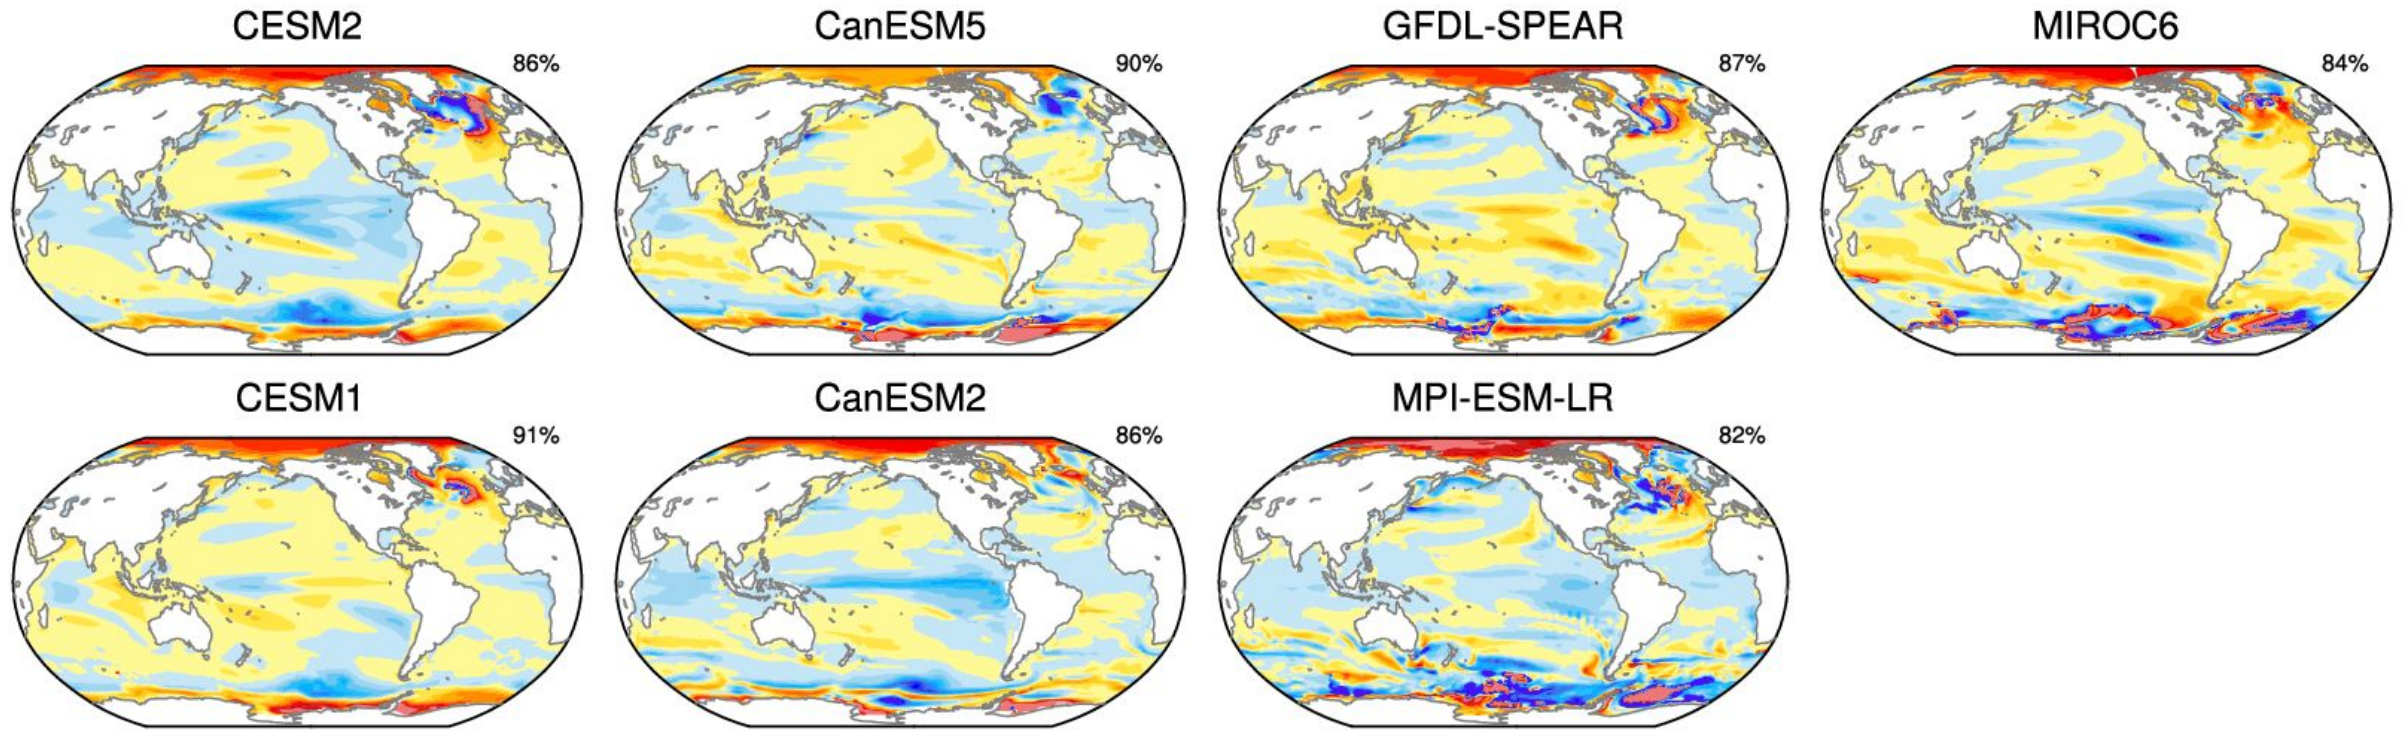 CESM2
86%
CanESM5
90%
GFDL-SPEAR
87%
MIROC6
84%
CESM1
91%
CanESM2
86%
MPI-ESM-LR
82%